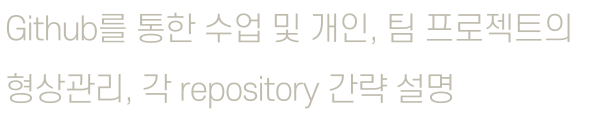 Github를 통한 수업 및 개인, 팀 프로젝트의
형상관리, 각 repository 간략 설명